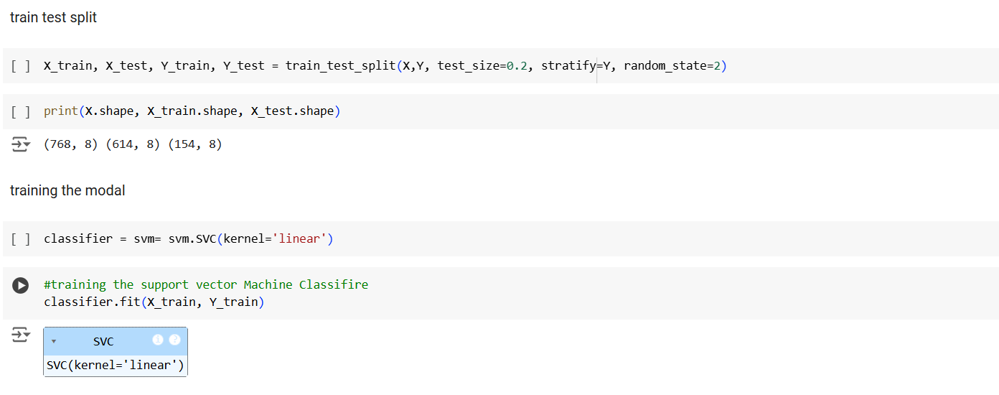 train test split
[ ] X_train, X_test, Y_train, Y_test = train_test_split(X,Y, test_size=0.2, stratify=Y, random_state=2)
[ ] print(X.shape, X_train.shape, X_test.shape)
(768, 8) (614, 8) (154, 8)
training the modal
[ ] classifier = svm= svm.SVC(kernel='linear')
#training the support vector Machine Classifire
classifier.fit(X_train, Y_train)
SVC i ?
SVC(kernel='linear')